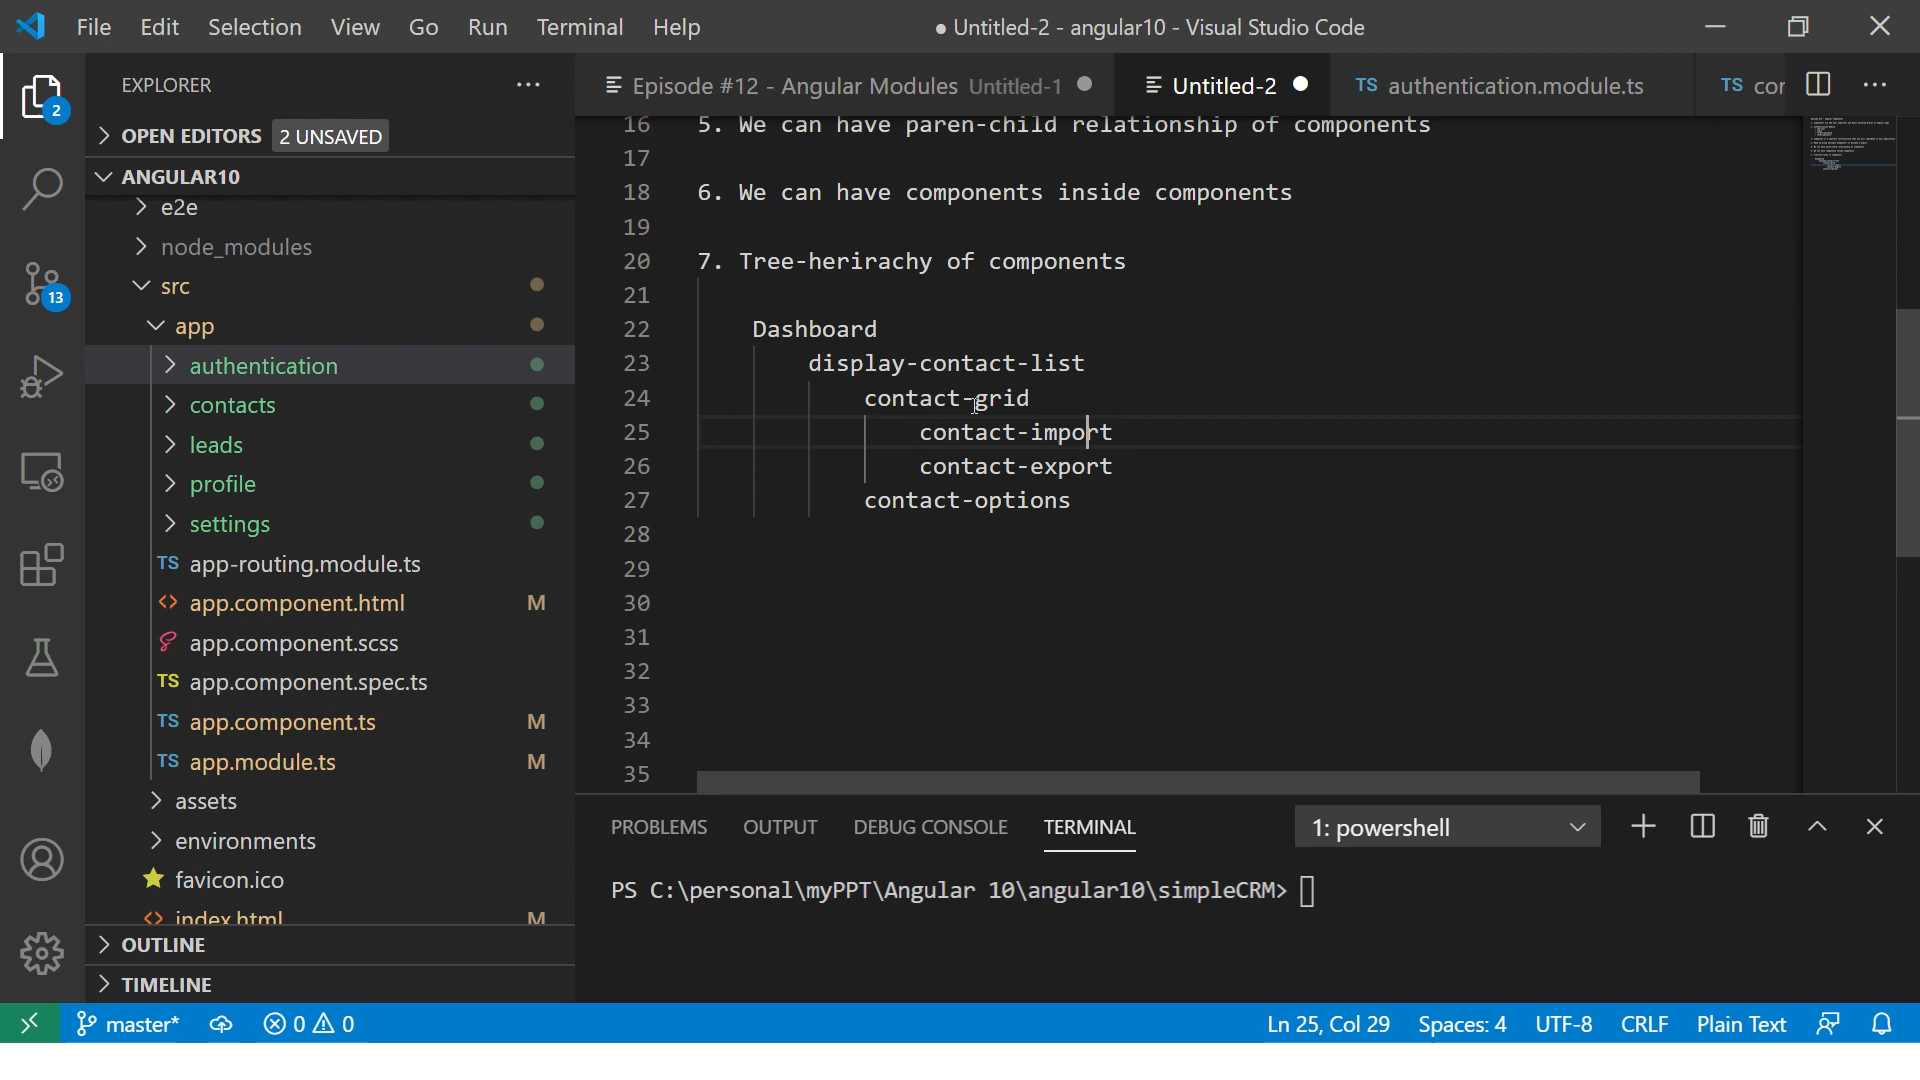 File Edit Selection View Go Run Terminal Help ● Untitled-2 - angular10 - Visual Studio Code
EXPLORER ···
Episode #12 - Angular Modules Untitled-1
Untitled-2
TS authentication.module.ts
TS cor
2
OPEN EDITORS 2 UNSAVED
ANGULAR10
e2e
node_modules
src
app
authentication
contacts
leads
profile
settings
TS app-routing.module.ts
<> app.component.html M
app.component.scss
TS app.component.spec.ts
TS app.component.ts M
TS app.module.ts M
assets
environments
favicon.ico
<> index.html M
OUTLINE
TIMELINE
13
16 5. We can have paren-child relationship of components
17
18 6. We can have components inside components
19
20 7. Tree-herirachy of components
21
22 Dashboard
23 display-contact-list
24 contact-grid
25 contact-import
26 contact-export
27 contact-options
28
29
30
31
32
33
34
35
PROBLEMS OUTPUT DEBUG CONSOLE TERMINAL 1: powershell
PS C:\personal\myPPT\Angular 10\angular10\simpleCRM>
master* 0 0 Ln 25, Col 29 Spaces: 4 UTF-8 CRLF Plain Text